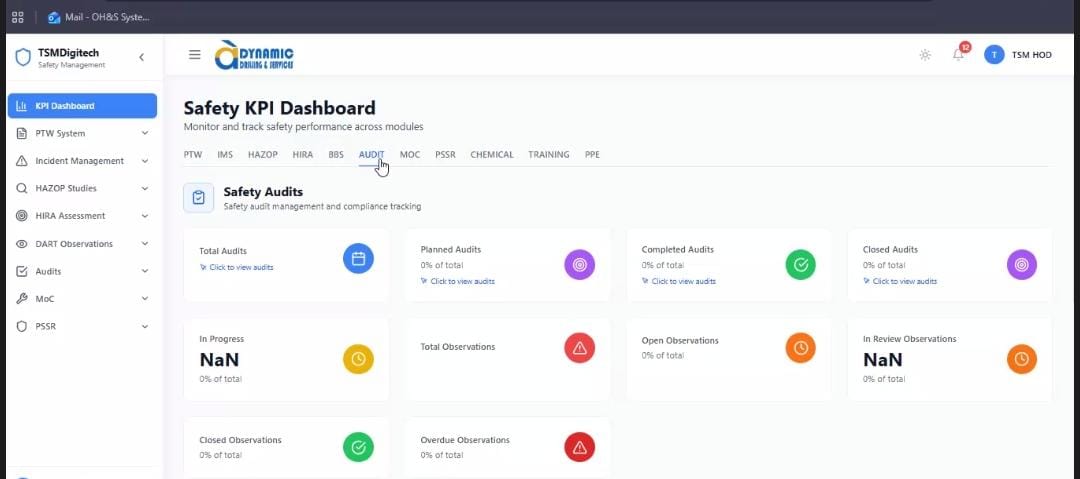 Mail - OH&S Syste...
TSMDigitech
Safety Management
DYNAMIC
DRILLING & SERVICES
12
T
TSM HOD
KPI Dashboard
PTW System
Incident Management
HAZOP Studies
HIRA Assessment
DART Observations
Audits
MoC
PSSR
Safety KPI Dashboard
Monitor and track safety performance across modules
PTW IMS HAZOP HIRA BBS AUDIT MOC PSSR CHEMICAL TRAINING PPE
Safety Audits
Safety audit management and compliance tracking
Total Audits
Click to view audits
Planned Audits
0% of total
Click to view audits
Completed Audits
0% of total
Click to view audits
Closed Audits
0% of total
Click to view audits
In Progress
NaN
0% of total
Total Observations
Open Observations
0% of total
In Review Observations
NaN
0% of total
Closed Observations
0% of total
Overdue Observations
0% of total